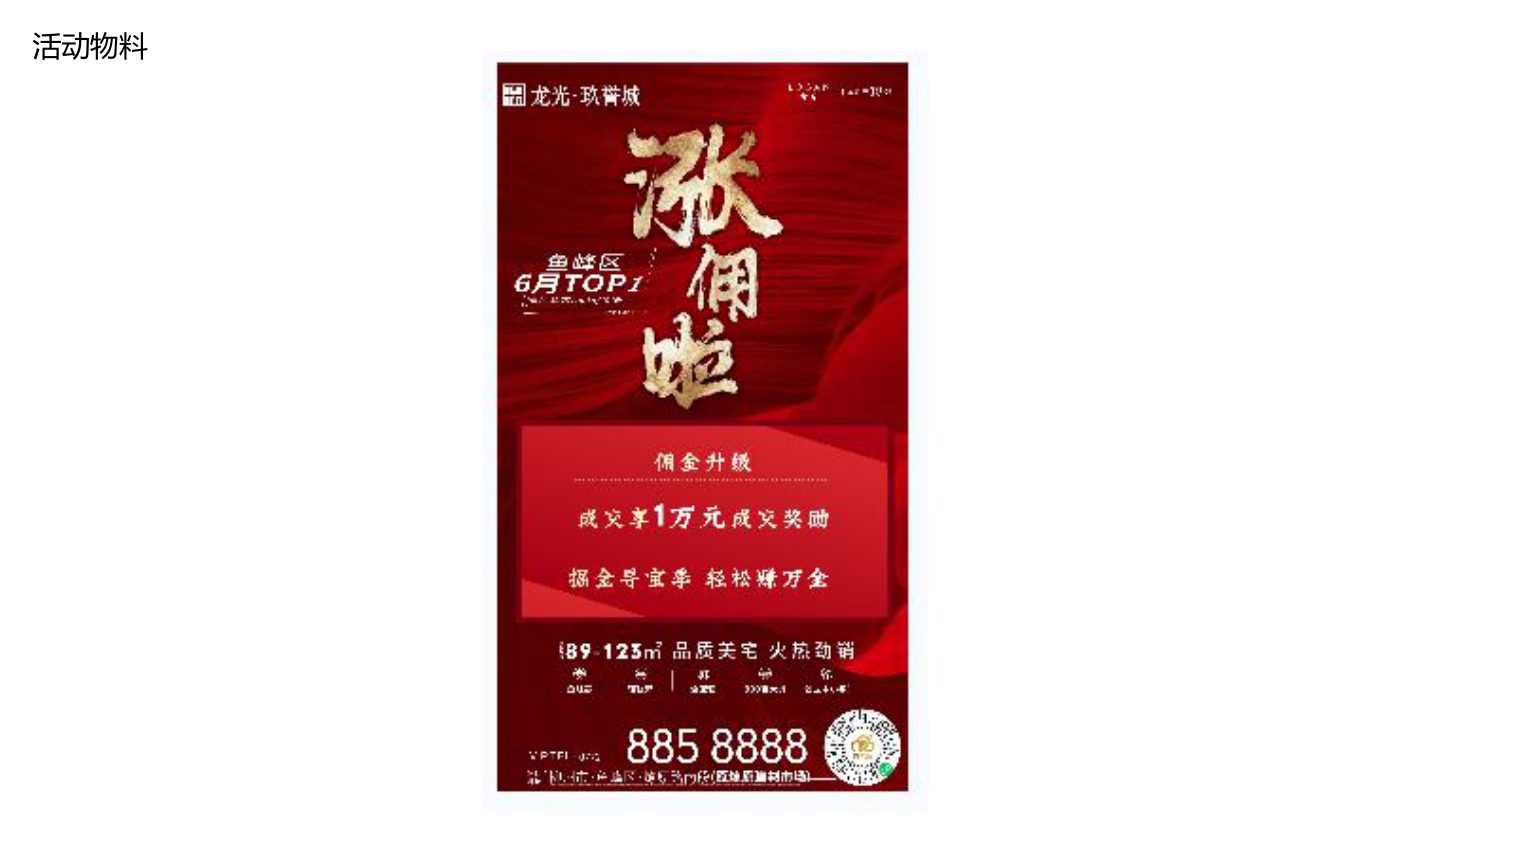 活动物料
龙光·玖誉城
LOGAN
涨佣啦
鱼峰区
6月TOP1
佣金升级
成交享1万元成交奖励
掘金寻宝季 轻松赚万金
89-123㎡ 品质美宅 火热劲销
885 8888